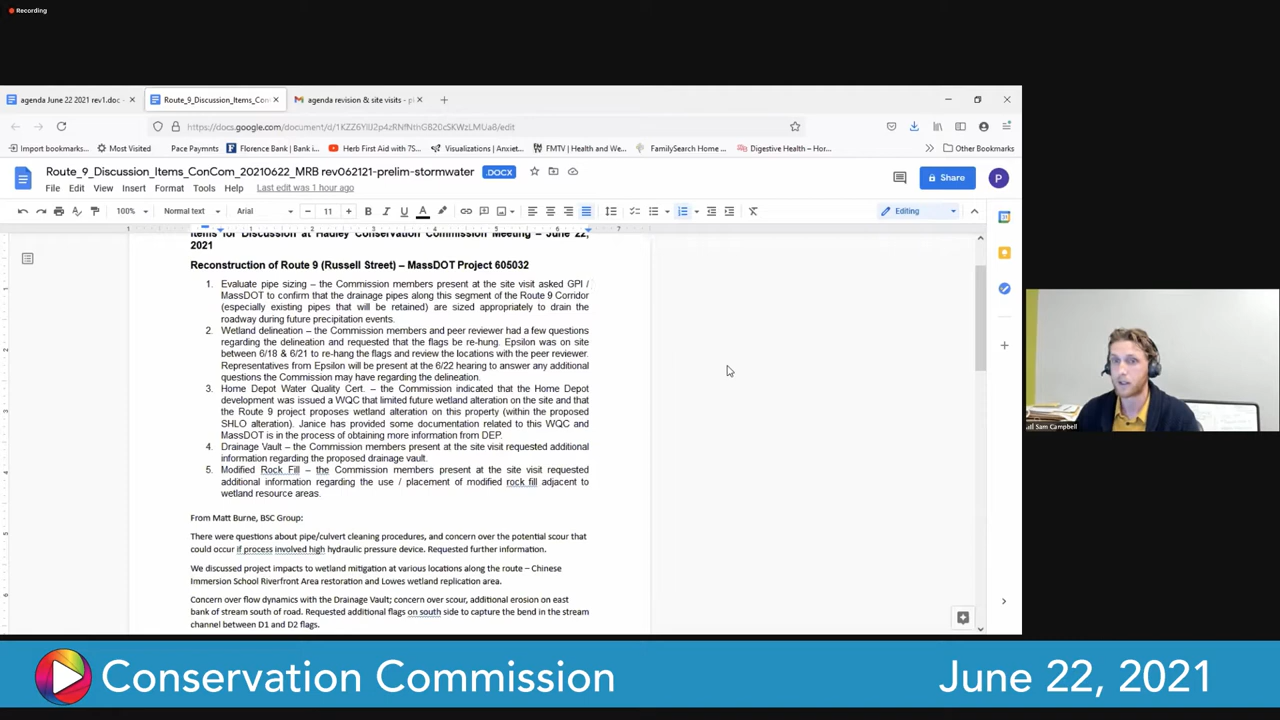 Recording
agenda June 22 2021 rev1.doc
Route_9_Discussion_Items_Com
agenda revision & site visits -
https://docs.google.com/document/d/
Import bookmarks... Most Visited Pace Paymnts Florence Bank | Bank i... Herb First Aid with 7S... Visualizations | Anxiet... FMTV | Health and We... FamilySearch Home ... Digestive Health – Hor... Other Bookmarks
Route_9_Discussion_Items_ConCom_20210622_MRB rev062121-prelim-stormwater .DOCX
Share P
File Edit View Insert Format Tools Help Last edit was 1 hour ago
100% Normal text Arial 11 B I U A Editing
1 1 2 3 4 5 6 7
Items for Discussion at Hadley Conservation Commission Meeting – June 22,
2021
Reconstruction of Route 9 (Russell Street) – MassDOT Project 605032
1. Evaluate pipe sizing – the Commission members present at the site visit asked GPI /
MassDOT to confirm that the drainage pipes along this segment of the Route 9 Corridor
(especially existing pipes that will be retained) are sized appropriately to drain the
roadway during future precipitation events.
2. Wetland delineation – the Commission members and peer reviewer had a few questions
regarding the delineation and requested that the flags be re-hung. Epsilon was on site
between 6/18 & 6/21 to re-hang the flags and review the locations with the peer reviewer.
Representatives from Epsilon will be present at the 6/22 hearing to answer any additional
questions the Commission may have regarding the delineation.
3. Home Depot Water Quality Cert. – the Commission indicated that the Home Depot
development was issued a WQC that limited future wetland alteration on the site and that
the Route 9 project proposes wetland alteration on this property (within the proposed
SHLO alteration). Janice has provided some documentation related to this WQC and
MassDOT is in the process of obtaining more information from DEP.
4. Drainage Vault – the Commission members present at the site visit requested additional
information regarding the proposed drainage vault.
5. Modified Rock Fill – the Commission members present at the site visit requested
additional information regarding the use / placement of modified rock fill adjacent to
wetland resource areas.
From Matt Burne, BSC Group:
There were questions about pipe/culvert cleaning procedures, and concern over the potential scour that
could occur if process involved high hydraulic pressure device. Requested further information.
We discussed project impacts to wetland mitigation at various locations along the route – Chinese
Immersion School Riverfront Area restoration and Lowes wetland replication area.
Concern over flow dynamics with the Drainage Vault; concern over scour, additional erosion on east
bank of stream south of road. Requested additional flags on south side to capture the bend in the stream
channel between D1 and D2 flags.
Sam Campbell
Conservation Commission June 22, 2021